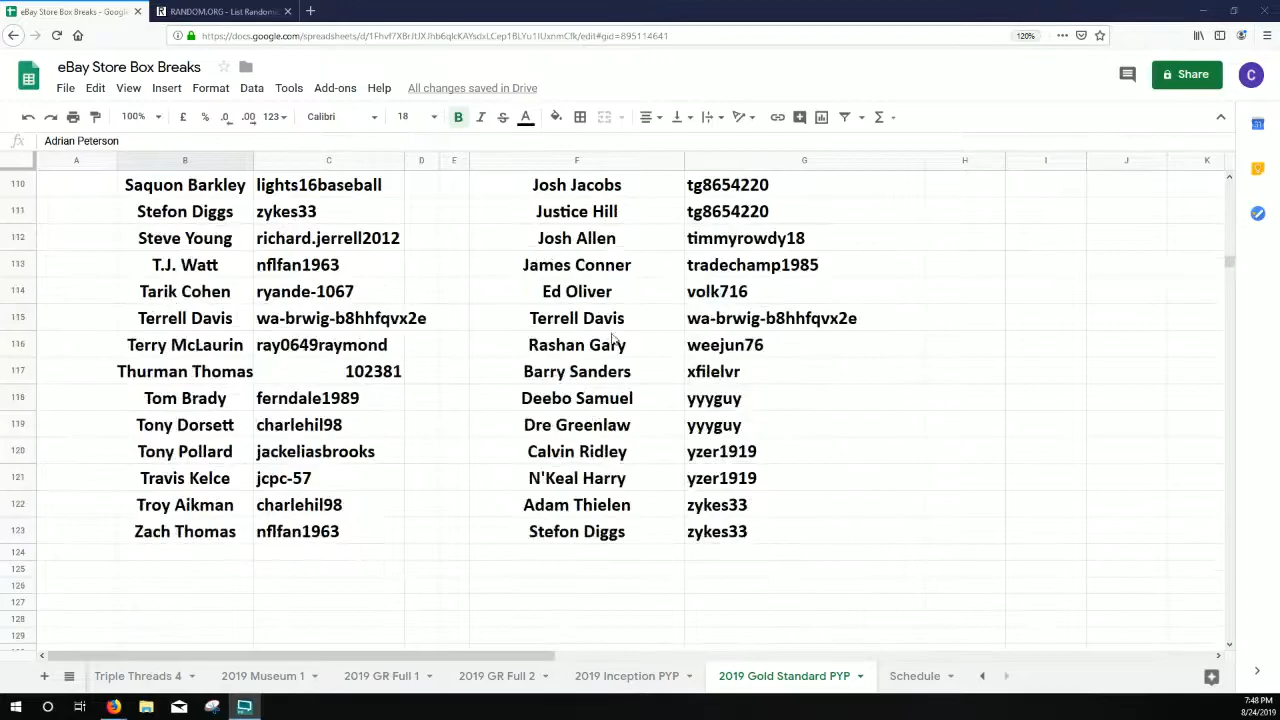 eBay Store Box Breaks - Google
RANDOM.ORG - List Randomiz
120%
eBay Store Box Breaks
File Edit View Insert Format Data Tools Add-ons Help All changes saved in Drive
Share
C
100% £ % .0 .00 123 Calibri 18 B I S A
fx Adrian Peterson
A B C D E F G H I J K
110 Saquon Barkley lights16baseball Josh Jacobs tg8654220
111 Stefon Diggs zykes33 Justice Hill tg8654220
112 Steve Young richard.jerrell2012 Josh Allen timmyrowdy18
113 T.J. Watt nflfan1963 James Conner tradechamp1985
114 Tarik Cohen ryande-1067 Ed Oliver volk716
115 Terrell Davis wa-brwig-b8hhfqvx2e Terrell Davis wa-brwig-b8hhfqvx2e
116 Terry McLaurin ray0649raymond Rashan Gary weejun76
117 Thurman Thomas 102381 Barry Sanders xfilelvr
118 Tom Brady ferndale1989 Deebo Samuel yyyguy
119 Tony Dorsett charlehil98 Dre Greenlaw yyyguy
120 Tony Pollard jackeliasbrooks Calvin Ridley yzer1919
121 Travis Kelce jcpc-57 N'Keal Harry yzer1919
122 Troy Aikman charlehil98 Adam Thielen zykes33
123 Zach Thomas nflfan1963 Stefon Diggs zykes33
124
125
126
127
128
129
Triple Threads 4 2019 Museum 1 2019 GR Full 1 2019 GR Full 2 2019 Inception PYP 2019 Gold Standard PYP Schedule
7:48 PM
8/24/2019